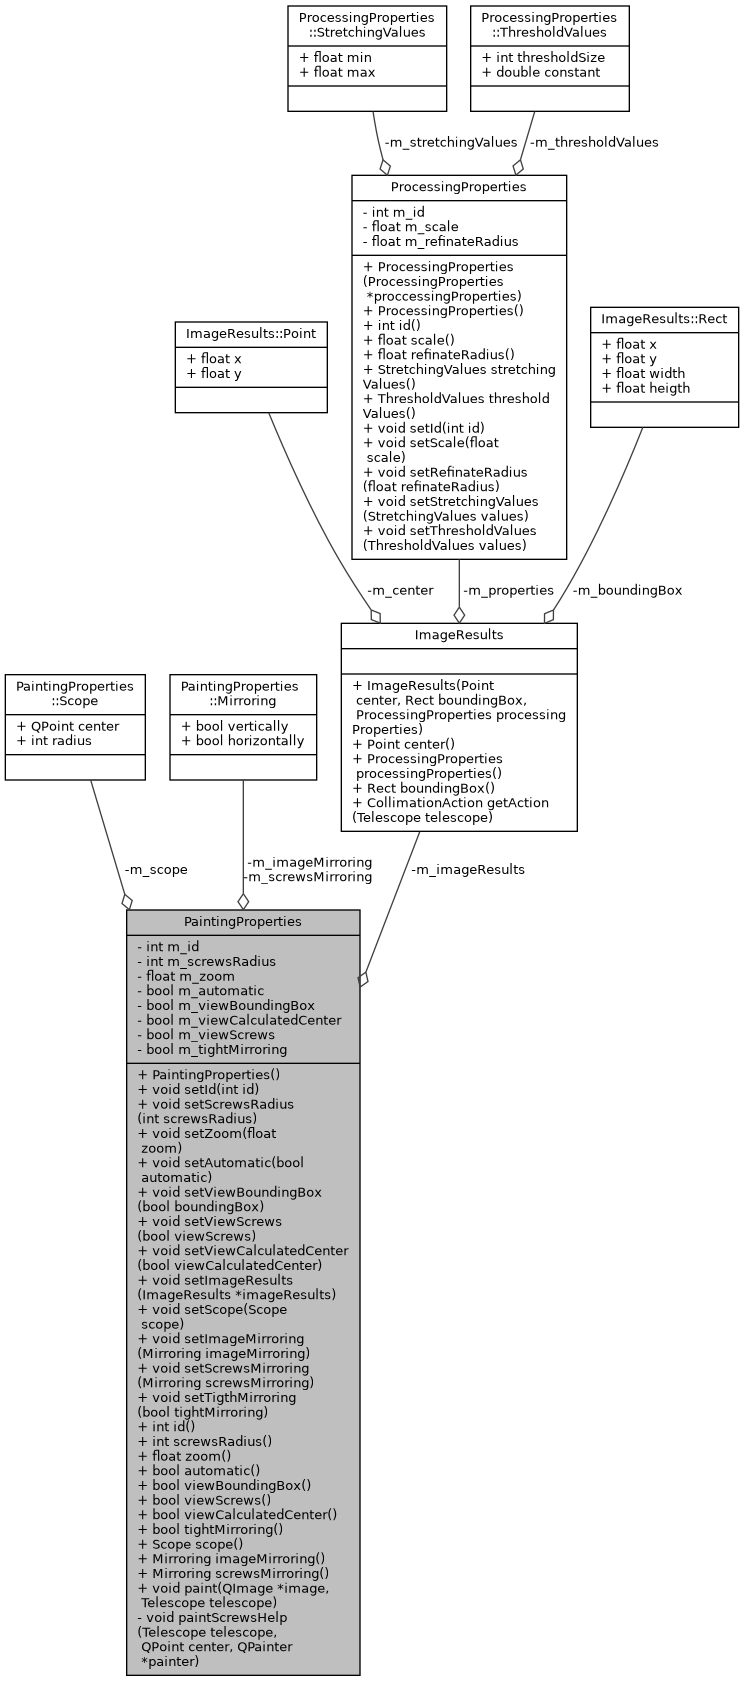 ProcessingProperties
::StretchingValues
+ float min
+ float max
ProcessingProperties
::ThresholdValues
+ int thresholdSize
+ double constant
-m_stretchingValues
-m_thresholdValues
ProcessingProperties
- int m_id
- float m_scale
- float m_refinateRadius
+ ProcessingProperties
(ProcessingProperties
*proccessingProperties)
+ ProcessingProperties()
+ int id()
+ float scale()
+ float refinateRadius()
+ StretchingValues stretching
Values()
+ ThresholdValues threshold
Values()
+ void setId(int id)
+ void setScale(float
scale)
+ void setRefinateRadius
(float refinateRadius)
+ void setStretchingValues
(StretchingValues values)
+ void setThresholdValues
(ThresholdValues values)
ImageResults::Point
+ float x
+ float y
ImageResults::Rect
+ float x
+ float y
+ float width
+ float heigth
-m_center
-m_properties
-m_boundingBox
ImageResults
+ ImageResults(Point
center, Rect boundingBox,
ProcessingProperties processing
Properties)
+ Point center()
+ ProcessingProperties
processingProperties()
+ Rect boundingBox()
+ CollimationAction getAction
(Telescope telescope)
PaintingProperties
::Scope
+ QPoint center
+ int radius
PaintingProperties
::Mirroring
+ bool vertically
+ bool horizontally
-m_scope
-m_imageMirroring
-m_screwsMirroring
-m_imageResults
PaintingProperties
- int m_id
- int m_screwsRadius
- float m_zoom
- bool m_automatic
- bool m_viewBoundingBox
- bool m_viewCalculatedCenter
- bool m_viewScrews
- bool m_tightMirroring
+ PaintingProperties()
+ void setId(int id)
+ void setScrewsRadius
(int screwsRadius)
+ void setZoom(float
zoom)
+ void setAutomatic(bool
automatic)
+ void setViewBoundingBox
(bool boundingBox)
+ void setViewScrews
(bool viewScrews)
+ void setViewCalculatedCenter
(bool viewCalculatedCenter)
+ void setImageResults
(ImageResults *imageResults)
+ void setScope(Scope
scope)
+ void setImageMirroring
(Mirroring imageMirroring)
+ void setScrewsMirroring
(Mirroring screwsMirroring)
+ void setTigthMirroring
(bool tightMirroring)
+ int id()
+ int screwsRadius()
+ float zoom()
+ bool automatic()
+ bool viewBoundingBox()
+ bool viewScrews()
+ bool viewCalculatedCenter()
+ bool tightMirroring()
+ Scope scope()
+ Mirroring imageMirroring()
+ Mirroring screwsMirroring()
+ void paint(QImage *image,
Telescope telescope)
- void paintScrewsHelp
(Telescope telescope,
QPoint center, QPainter
*painter)